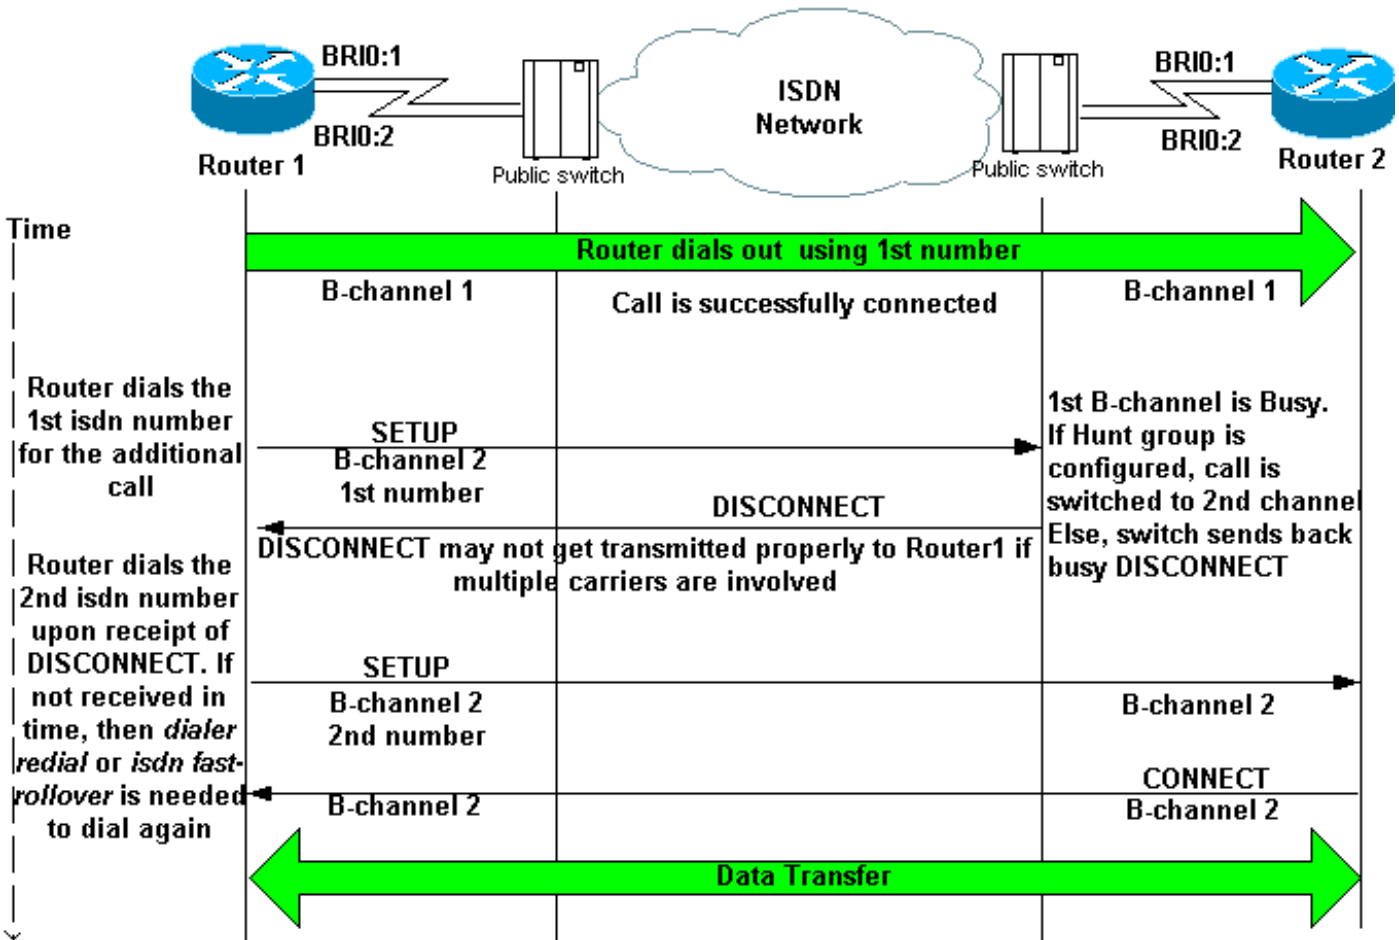 BRI0:1
BRI0:2
Router 1
Public switch
ISDN
Network
Public switch
BRI0:1
BRI0:2
Router 2
Time
Router dials out using 1st number
B-channel 1
Call is successfully connected
B-channel 1
Router dials the
1st isdn number
for the additional
call
SETUP
B-channel 2
1st number
1st B-channel is Busy.
If Hunt group is
configured, call is
switched to 2nd channel
Else, switch sends back
busy DISCONNECT
DISCONNECT
DISCONNECT may not get transmitted properly to Router1 if
multiple carriers are involved
Router dials the
2nd isdn number
upon receipt of
DISCONNECT. If
not received in
time, then dialer
redial or isdn fast-
rollover is needed
to dial again
SETUP
B-channel 2
2nd number
B-channel 2
CONNECT
B-channel 2
B-channel 2
Data Transfer